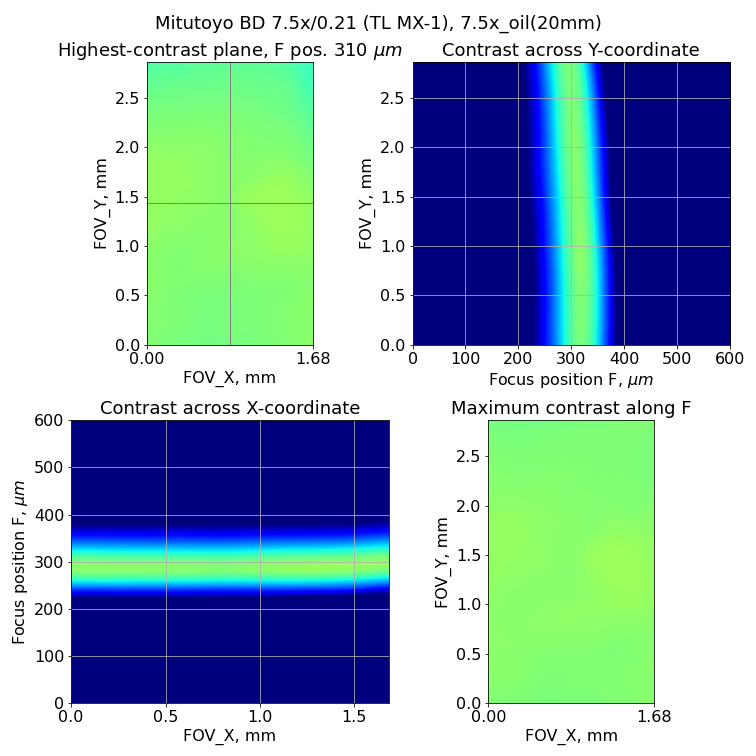 Mitutoyo BD 7.5x/0.21 (TL MX-1), 7.5x_oil(20mm)
Highest-contrast plane, F pos. 310 μm
2.5
2.0
1.5
1.0
0.5
0.0
FOV_Y, mm
0.00 1.68
FOV_X, mm
Contrast across Y-coordinate
2.5
2.0
1.5
1.0
0.5
0.0
FOV_Y, mm
0 100 200 300 400 500 600
Focus position F, μm
Contrast across X-coordinate
600
500
400
300
200
100
0
Focus position F, μm
0.0 0.5 1.0 1.5
FOV_X, mm
Maximum contrast along F
2.5
2.0
1.5
1.0
0.5
0.0
FOV_Y, mm
0.00 1.68
FOV_X, mm